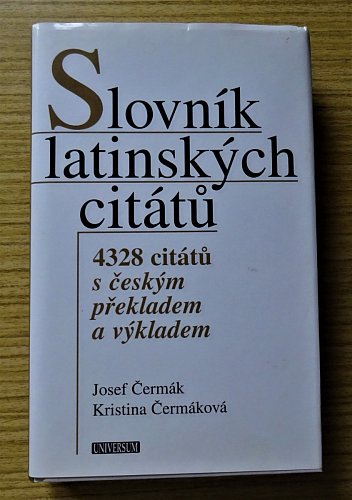 Slovník
latinských
citátů
4328 citátů
s českým
překladem
a výkladem
Josef Čermák
Kristina Čermáková
UNIVERSUM